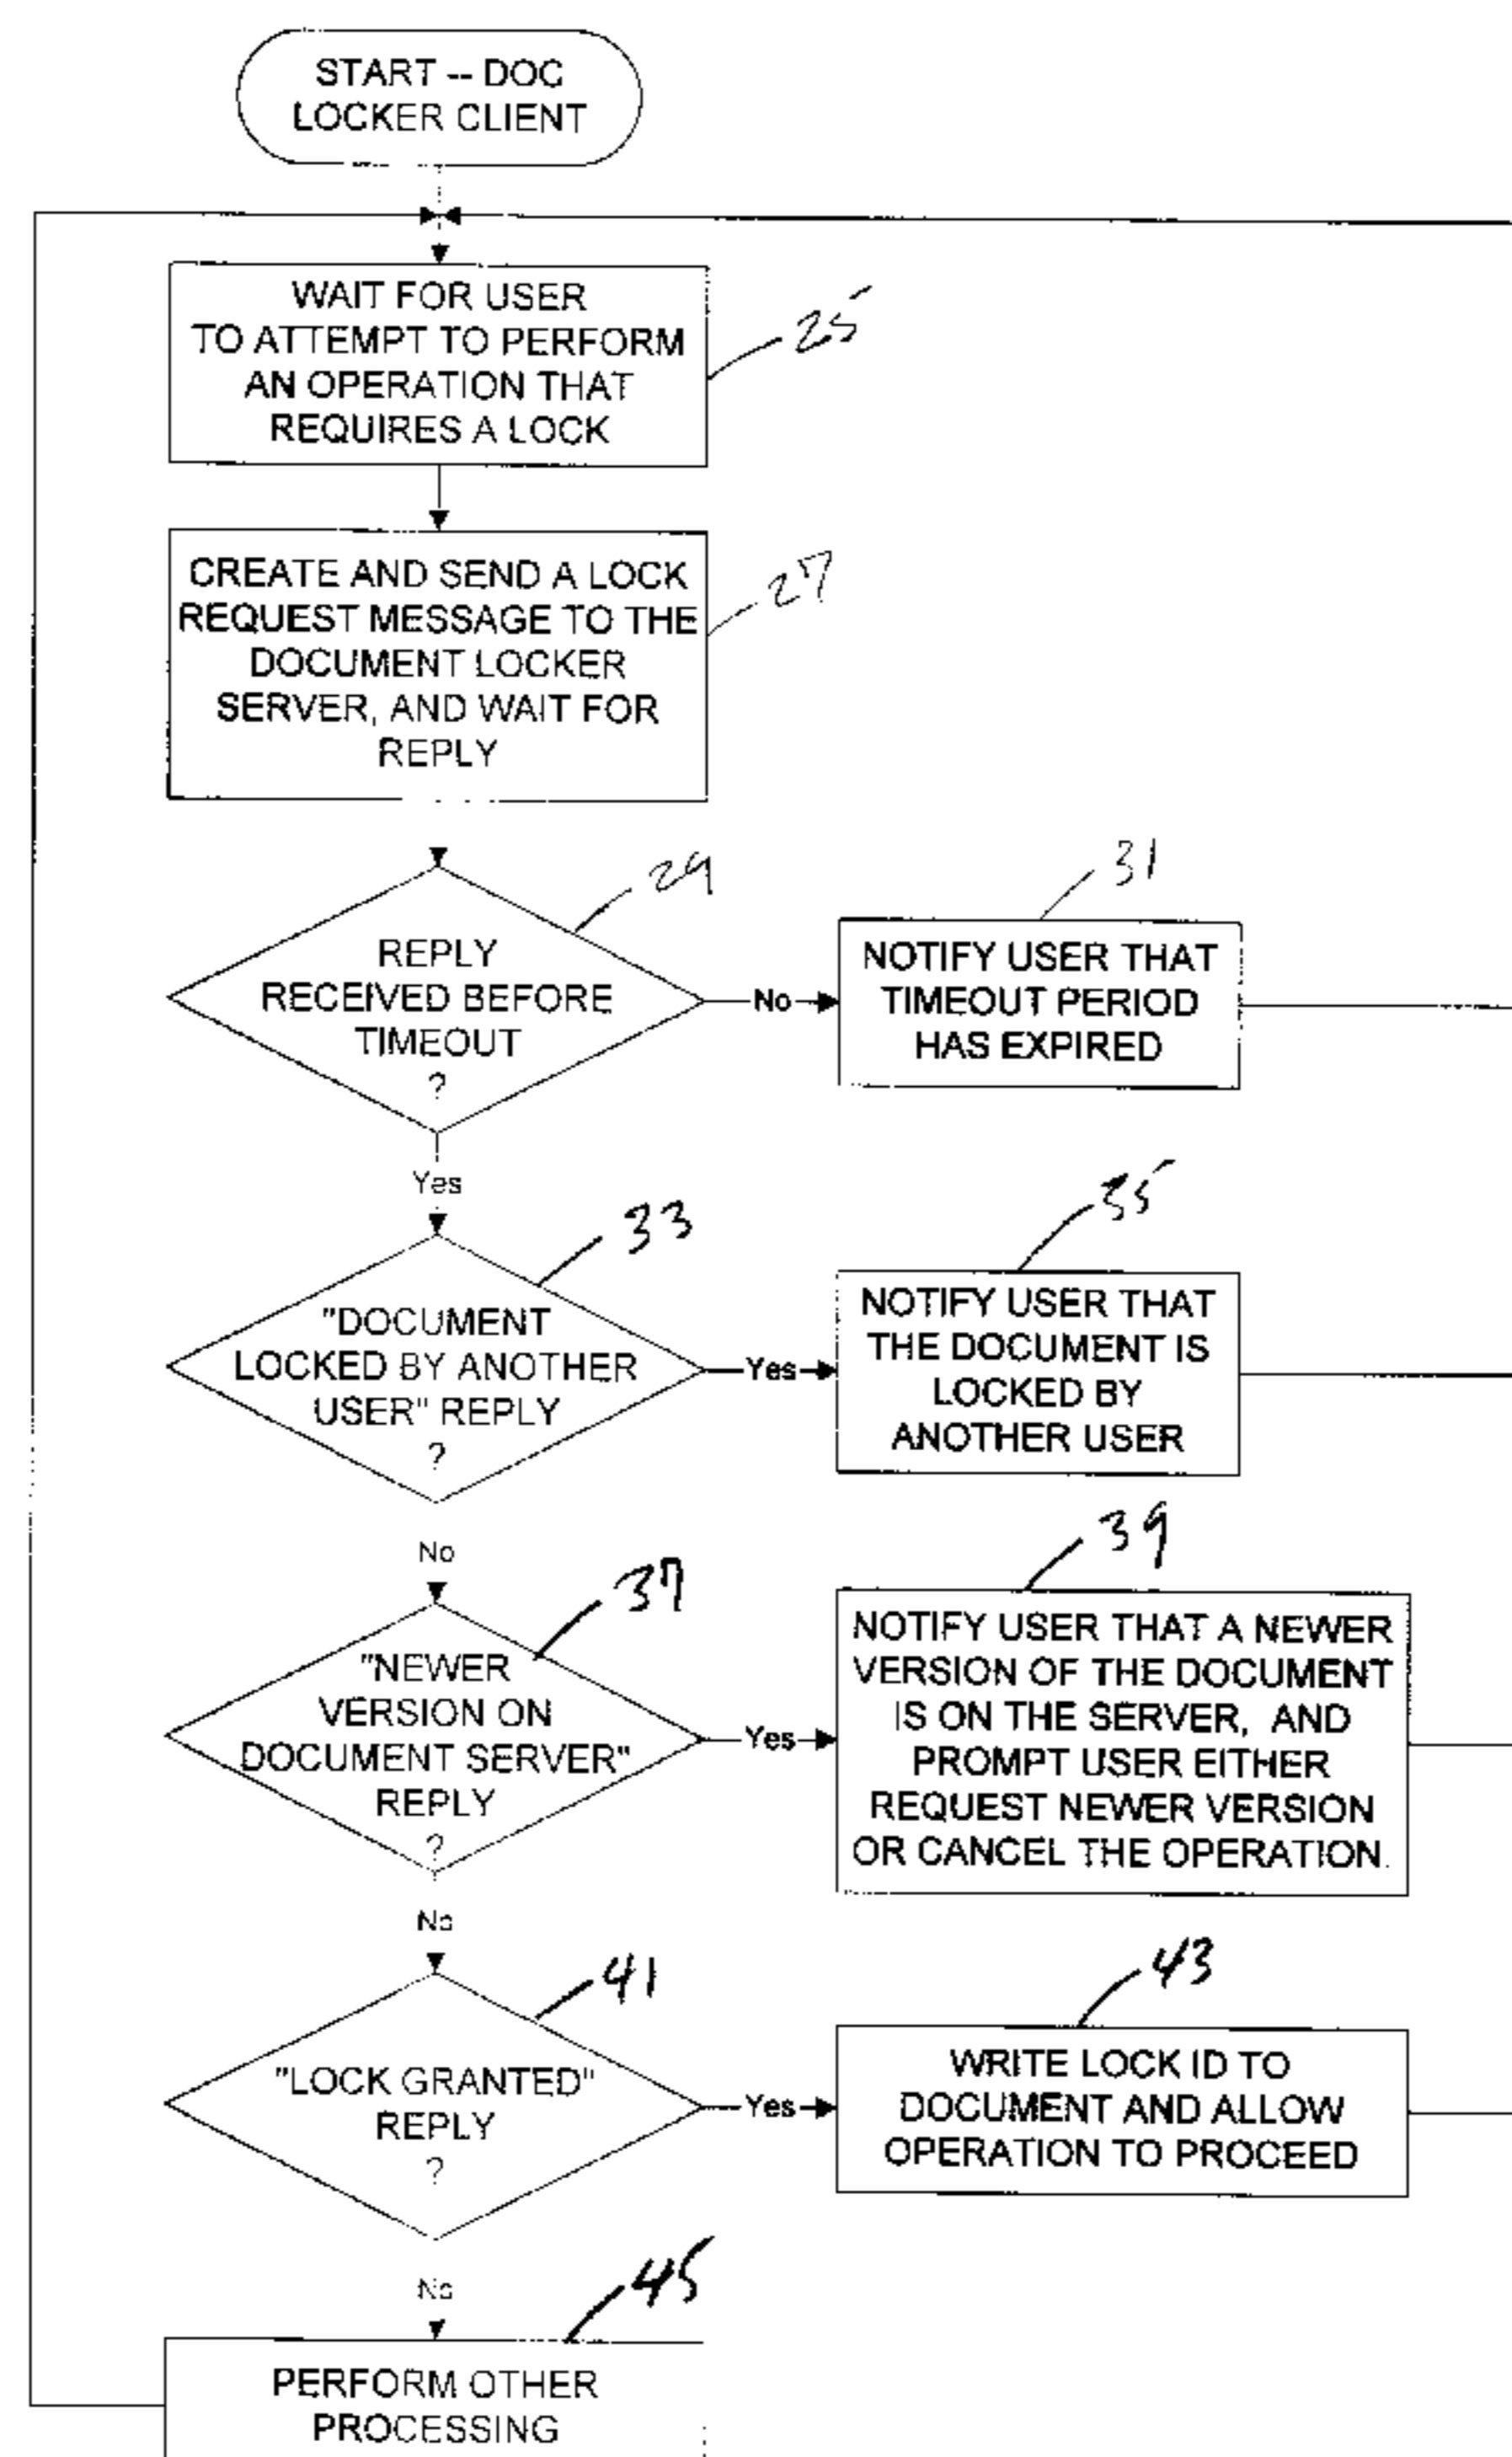 START -- DOC
LOCKER CLIENT
WAIT FOR USER
TO ATTEMPT TO PERFORM
AN OPERATION THAT
REQUIRES A LOCK
25
CREATE AND SEND A LOCK
REQUEST MESSAGE TO THE
DOCUMENT LOCKER
SERVER, AND WAIT FOR
REPLY
27
REPLY
RECEIVED BEFORE
TIMEOUT
?
29
No
NOTIFY USER THAT
TIMEOUT PERIOD
HAS EXPIRED
31
Yes
"DOCUMENT
LOCKED BY ANOTHER
USER" REPLY
?
33
Yes
NOTIFY USER THAT
THE DOCUMENT IS
LOCKED BY
ANOTHER USER
35
No
"NEWER
VERSION ON
DOCUMENT SERVER"
REPLY
?
37
Yes
NOTIFY USER THAT A NEWER
VERSION OF THE DOCUMENT
IS ON THE SERVER, AND
PROMPT USER EITHER
REQUEST NEWER VERSION
OR CANCEL THE OPERATION.
39
No
"LOCK GRANTED"
REPLY
?
41
Yes
WRITE LOCK ID TO
DOCUMENT AND ALLOW
OPERATION TO PROCEED
43
No
PERFORM OTHER
PROCESSING
45